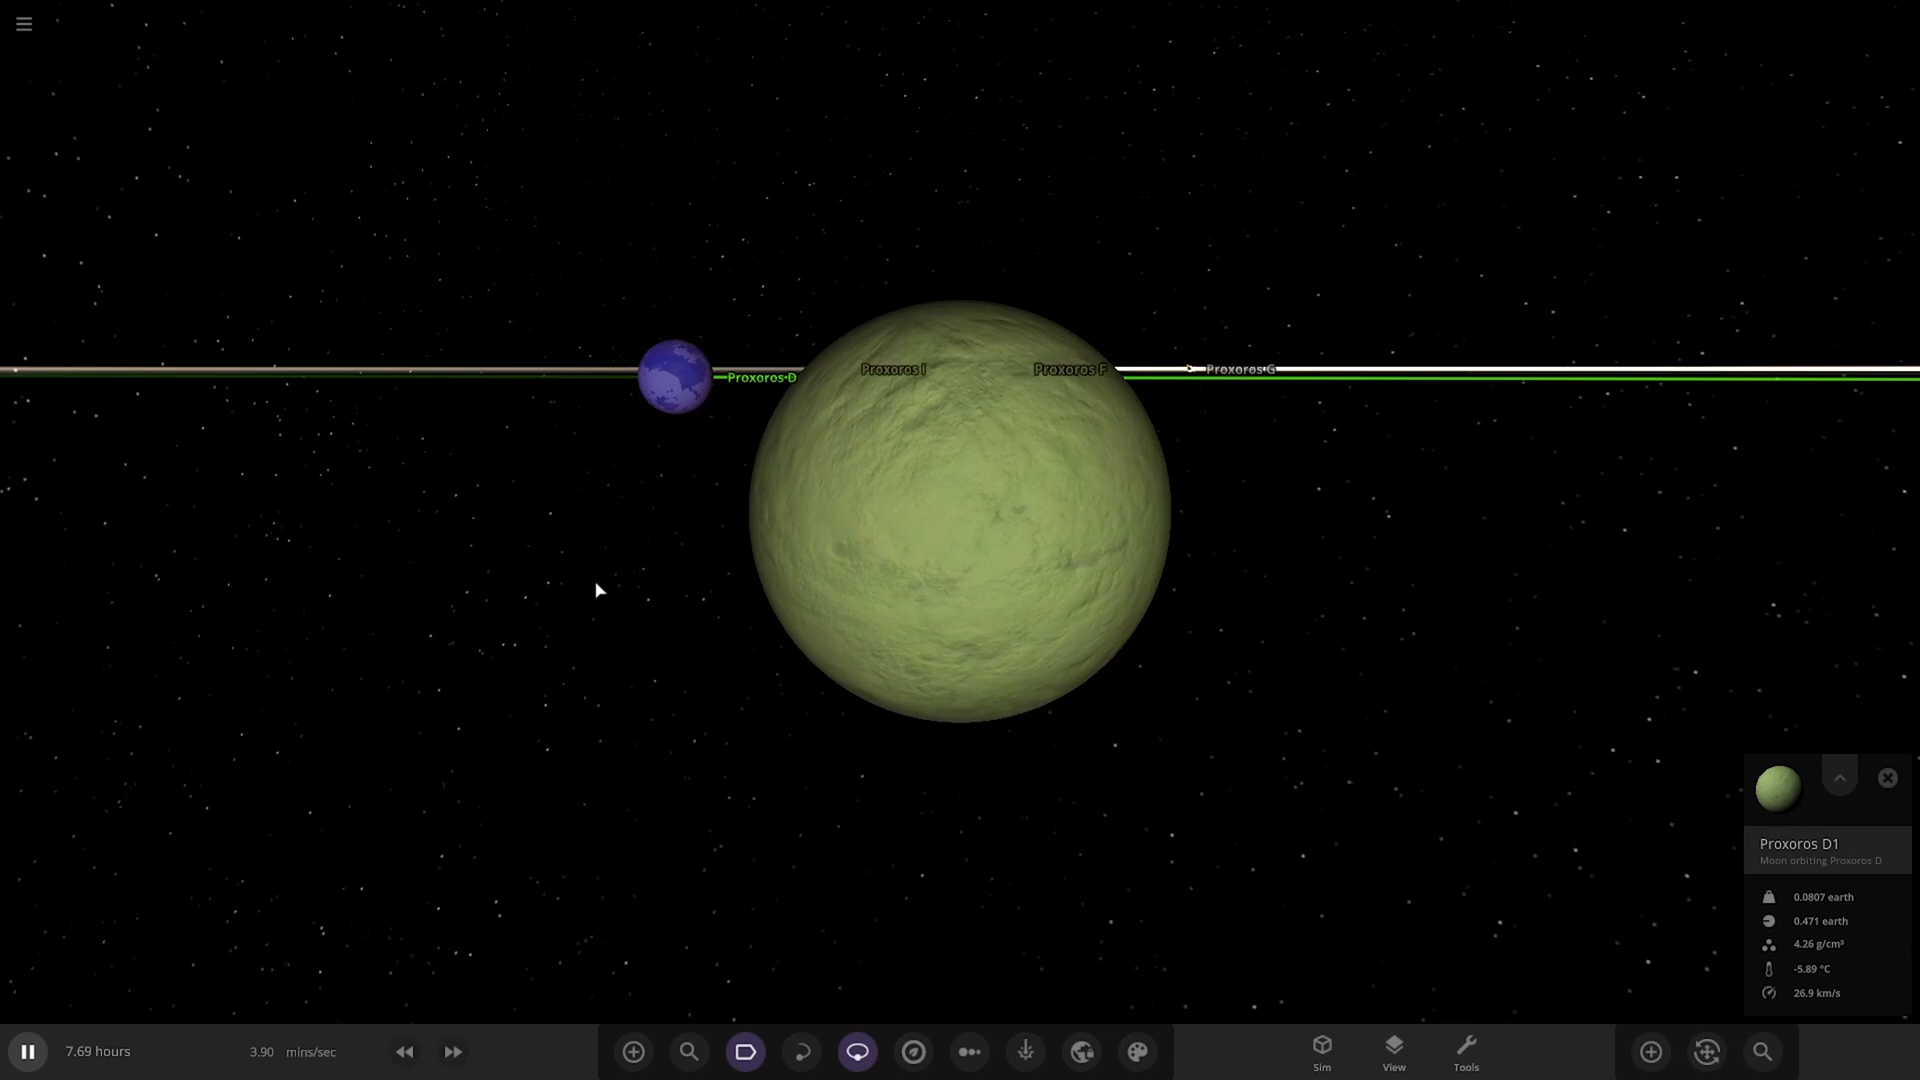 Proxoros D
Proxoros I
Proxoros F
Proxoros G
Proxoros D1
Moon orbiting Proxoros D
0.0807 earth
0.471 earth
4.26 g/cm³
-5.89 °C
26.9 km/s
7.69 hours
3.90 mins/sec
Sim
View
Tools